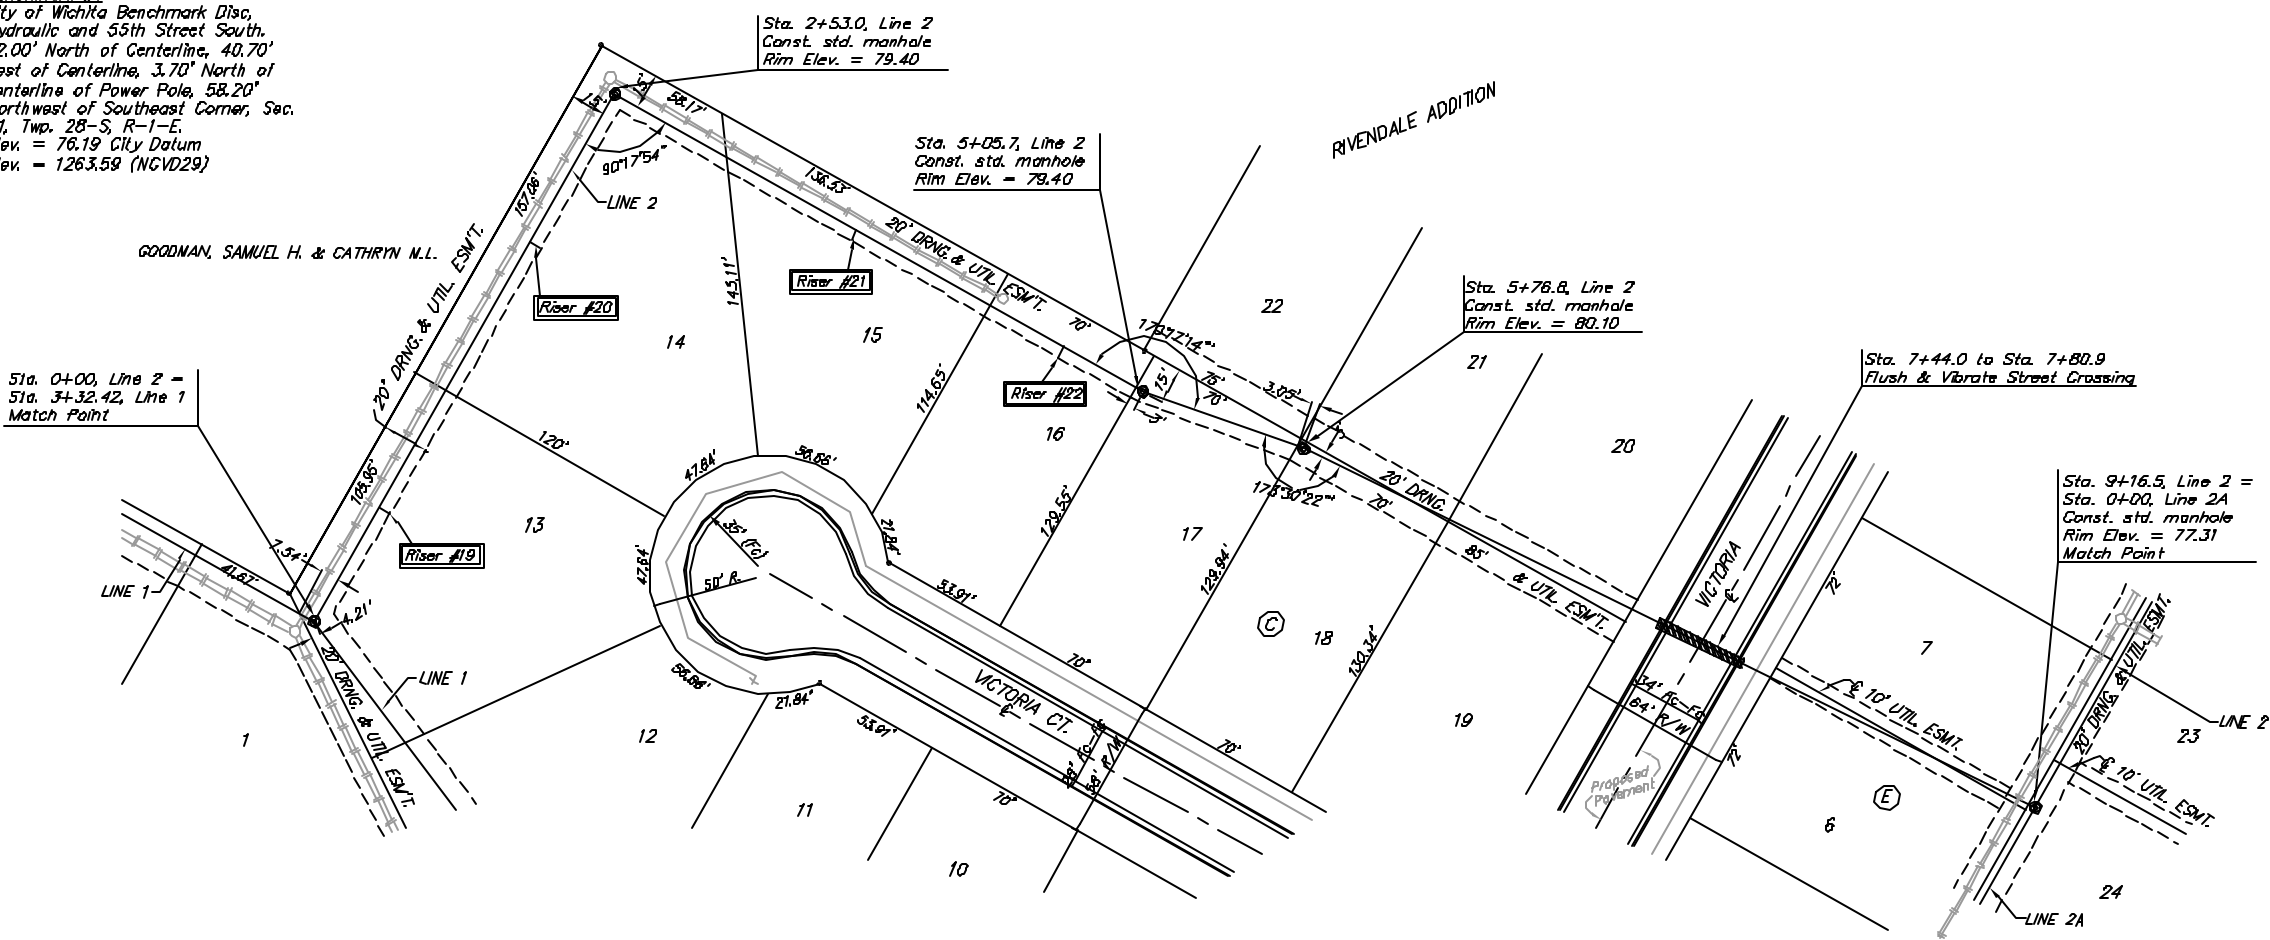 ty of Wichita Benchmark Disc,
ydraulic and 55th Street South.
2.00' North of Centerline, 40.70'
est of Centerline, 3.70' North of
enterline of Power Pole, 58.20'
orthwest of Southeast Corner, Sec.
1, Twp. 28-S, R-1-E.
lev. = 76.19 City Datum
lev. = 1263.59 (NGVD29)
Sta. 2+53.0, Line 2
Const. std. manhole
Rim Elev. = 79.40
Sta. 5+05.7, Line 2
Const. std. manhole
Rim Elev. = 79.40
RIVENDALE ADDITION
Sta. 5+76.8, Line 2
Const. std. manhole
Rim Elev. = 80.10
Sta. 7+44.0 to Sta. 7+80.9
Flush & Vibrate Street Crossing
Sta. 9+16.5, Line 2 =
Sta. 0+00, Line 2A
Const. std. manhole
Rim Elev. = 77.31
Match Point
Sta. 0+00, Line 2 =
Sta. 3+32.42, Line 1
Match Point
GOODMAN, SAMUEL H. & CATHRYN M.L.
15'
5'
58.17'
90°17'54"
157.06'
LINE 2
136.53'
20' DRNG. & UTIL. ESM'T.
20' DRNG. & UTIL. ESM'T.
Riser #20
Riser #21
Riser #22
Riser #19
145.11'
14
15
16
17
18
19
20
21
22
13
12
11
10
1
70'
15'
75'
70'
3'
3.05'
5'
173°30'22"
20' DRNG.
& UTIL. ESM'T.
70'
85'
114.65'
129.55'
129.94'
130.34'
120'
105.95'
7.54'
41.67'
4.21'
LINE 1
LINE 1
20' DRNG. & UTIL. ESM'T.
47.64'
56.66'
47.64'
56.66'
21.84'
21.84'
35' (Fc)
50' R.
53.91'
53.91'
70'
70'
70'
VICTORIA CT.
℄
58' R/W
C
VICTORIA
℄
34' Fc-Fc
64' R/W
72'
72'
Proposed
Pavement
7
6
E
℄ 10' UTIL. ESMT.
20' DRNG. & UTIL. ESMT.
℄ 10' UTIL. ESMT.
LINE 2
23
24
LINE 2A